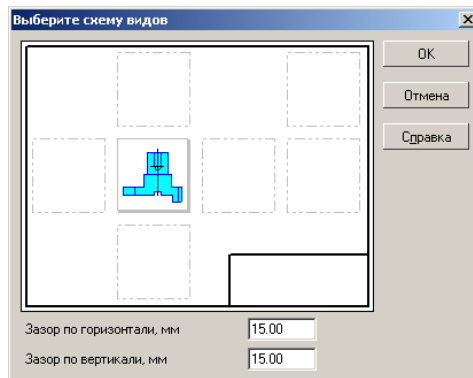 Выберите схему видов
OK
Отмена
Справка
Зазор по горизонтали, мм 15.00
Зазор по вертикали, мм 15.00